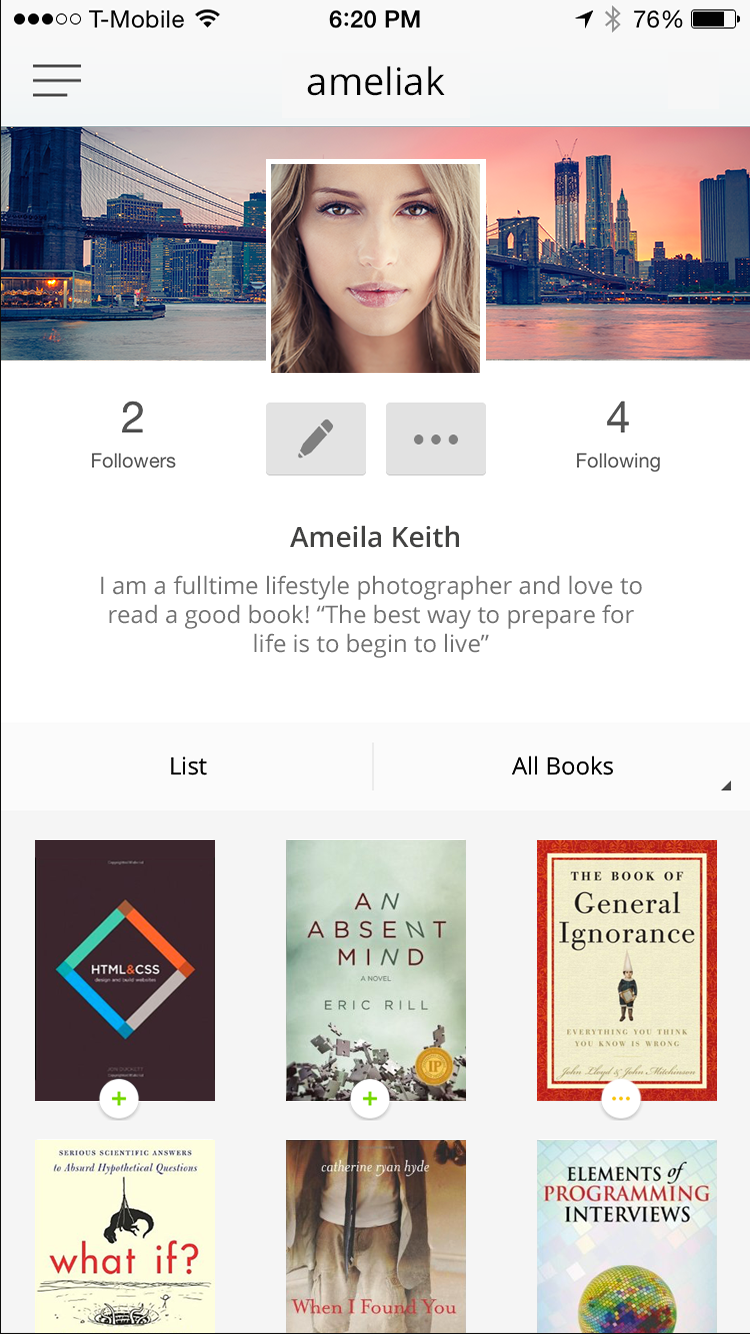 T-Mobile 6:20 PM 76%
ameliak
2
Followers
4
Following
Ameila Keith
I am a fulltime lifestyle photographer and love to
read a good book! “The best way to prepare for
life is to begin to live”
List
All Books
HTML&CSS
design and build websites
JON DUCKETT
AN
ABSENT
MIND
A NOVEL
ERIC RILL
IP
THE BOOK OF
General
Ignorance
EVERYTHING YOU THINK
YOU KNOW IS WRONG
John Lloyd & John Mitchinson
SERIOUS SCIENTIFIC ANSWERS
to Absurd Hypothetical Questions
what if?
catherine ryan hyde
When I Found You
ELEMENTS of
PROGRAMMING
INTERVIEWS